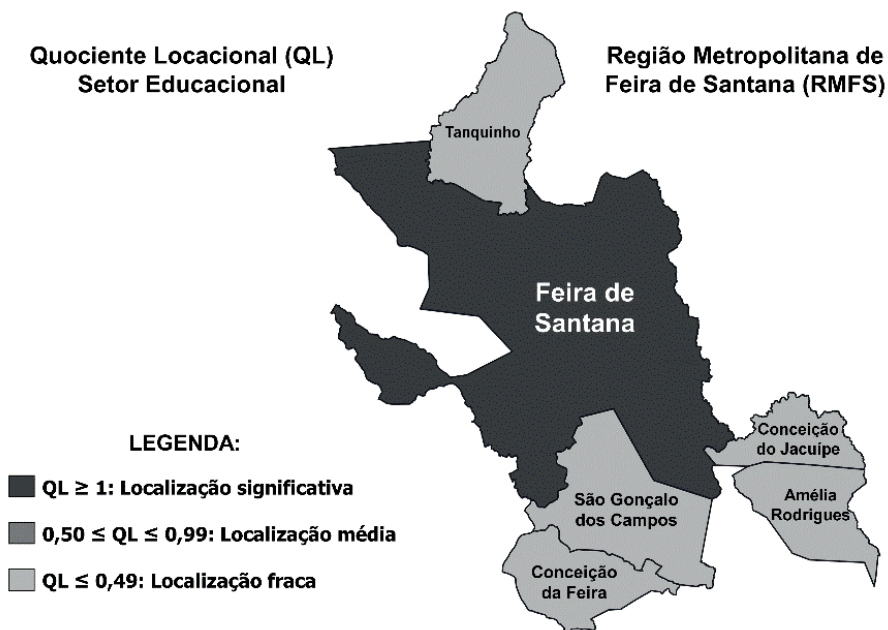 Quociente Locacional (QL)
Setor Educacional
Região Metropolitana de
Feira de Santana (RMFS)
Tanquinho
Feira de
Santana
Conceição
do Jacuípe
Amélia
Rodrigues
São Gonçalo
dos Campos
Conceição
da Feira
LEGENDA:
QL ≥ 1: Localização significativa
0,50 ≤ QL ≤ 0,99: Localização média
QL ≤ 0,49: Localização fraca